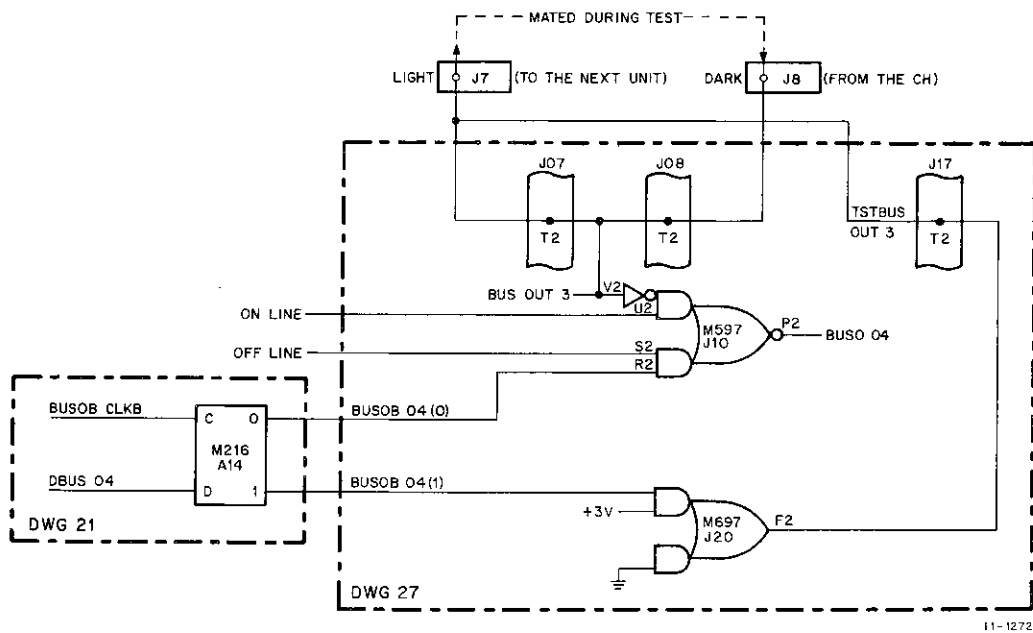 MATED DURING TEST
LIGHT J7 (TO THE NEXT UNIT)
DARK J8 (FROM THE CH)
J07
J08
J17
TSTBUS
OUT 3
T2
T2
T2
BUS OUT 3
V2
U2
ON LINE
M597
J10
P2
BUSO 04
OFF LINE
S2
R2
BUSOB CLKB
C
0
BUSOB 04(0)
M216
A14
DBUS 04
D
1
BUSOB 04(1)
+3V
M697
J20
F2
DWG 21
DWG 27
11-1272